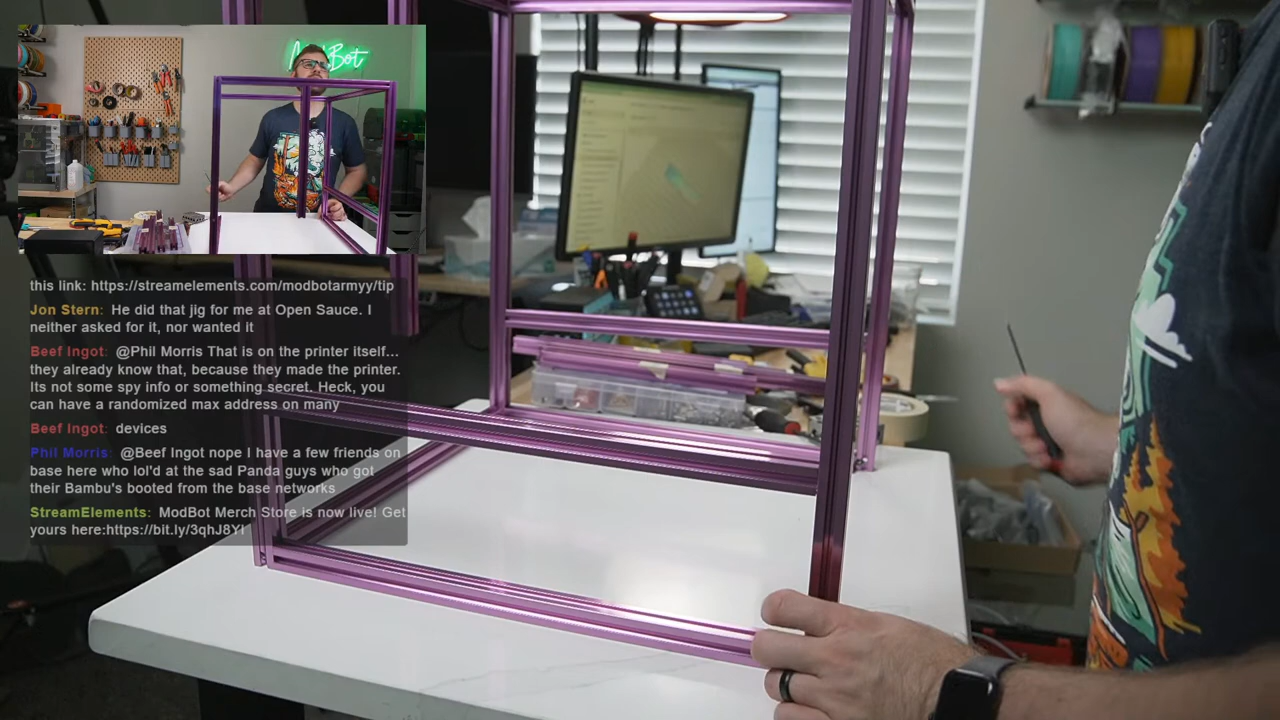 ModBot
this link: https://streamelements.com/modbotarmyy/tip
Jon Stern: He did that jig for me at Open Sauce. I
neither asked for it, nor wanted it
Beef Ingot: @Phil Morris That is on the printer itself...
they already know that, because they made the printer.
Its not some spy info or something secret. Heck, you
can have a randomized max address on many
Beef Ingot: devices
Phil Morris: @Beef Ingot nope I have a few friends on
base here who lol'd at the sad Panda guys who got
their Bambu's booted from the base networks
StreamElements: ModBot Merch Store is now live! Get
yours here:https://bit.ly/3qhJ8YI